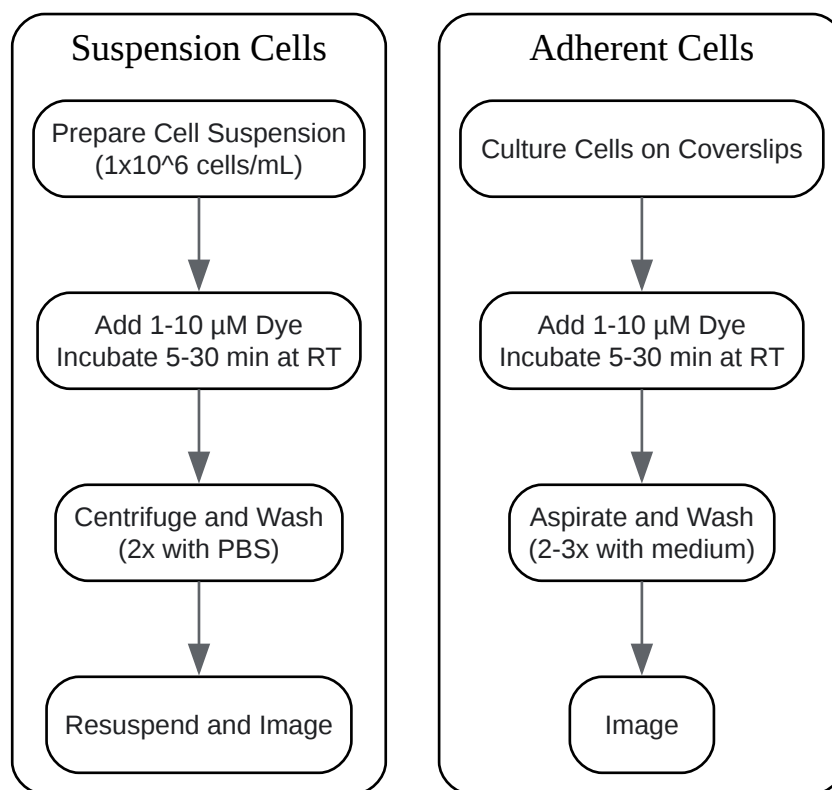 Suspension Cells
Prepare Cell Suspension
(1x10^6 cells/mL)
Add 1-10 µM Dye
Incubate 5-30 min at RT
Centrifuge and Wash
(2x with PBS)
Resuspend and Image
Adherent Cells
Culture Cells on Coverslips
Add 1-10 µM Dye
Incubate 5-30 min at RT
Aspirate and Wash
(2-3x with medium)
Image